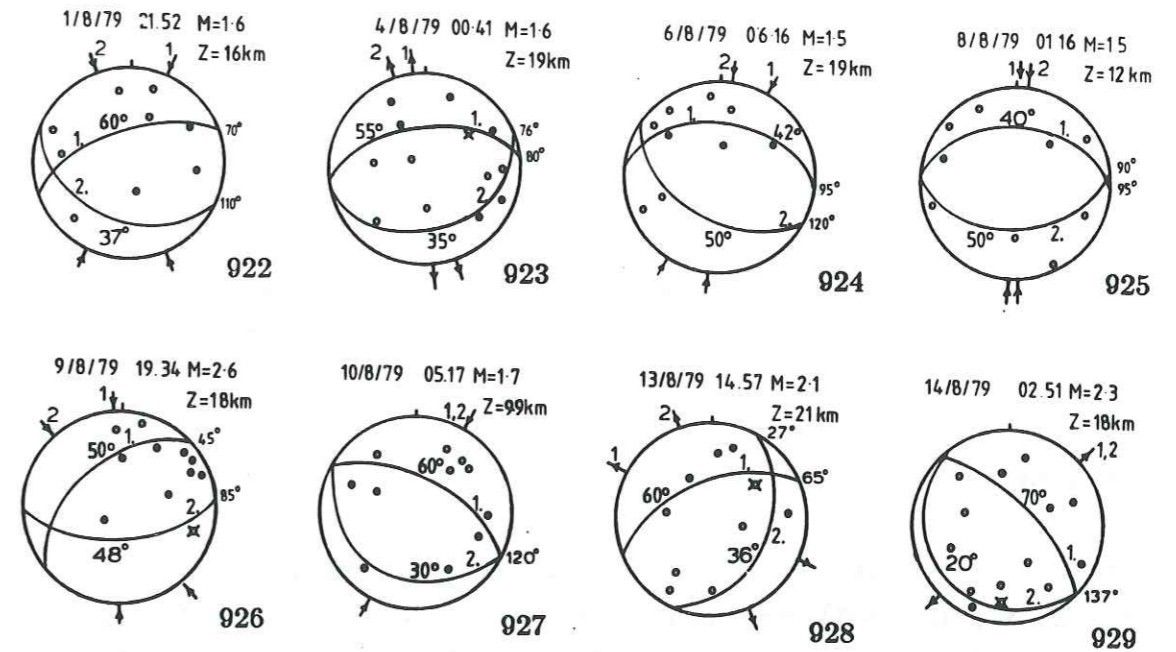 1/8/79 21.52 M=1·6
Z=16km
2 1
60° 1. 70°
2. 110°
37°
922
4/8/79 00·41 M=1·6
Z=19km
2 1
55° 1. 76°
80°
2.
35°
923
6/8/79 06·16 M=1·5
Z=19km
2 1
1. 42°
95°
2. 120°
50°
924
8/8/79 01 16 M=1 5
Z=12 km
1 2
40° 1.
90°
95°
50° 2.
925
9/8/79 19.34 M=2·6
Z=18km
1 2
50° 1. 45°
85°
2.
48°
926
10/8/79 05.17 M=1·7
Z=9.9km
1,2
60°
1.
30° 2. 120°
927
13/8/79 14.57 M=2·1
Z=21km
2 27°
1
1. 65°
60°
2.
36°
928
14/8/79 02.51 M=2·3
Z=18km
1,2
70°
20° 1.
2. 137°
929